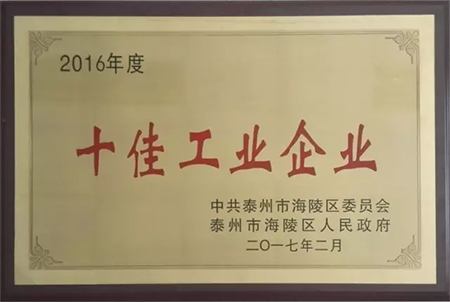 2016年度
十佳工业企业
中共泰州市海陵区委员会
泰州市海陵区人民政府
二〇一七年二月